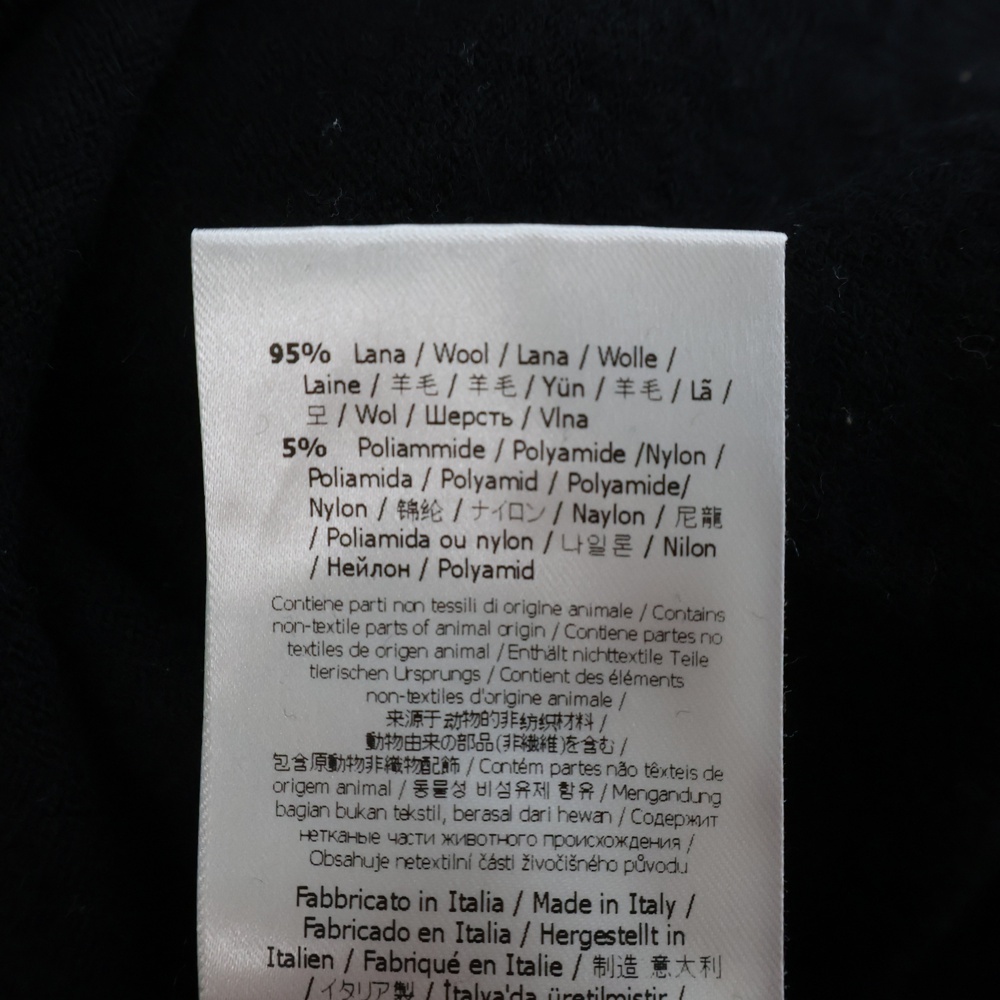 95% Lana / Wool / Lana / Wolle /
Laine / 羊毛 / 羊毛 / Yün / 羊毛 / Lã /
모 / Wol / Шерсть / Vlna
5% Poliammide / Polyamide /Nylon /
Poliamida / Polyamid / Polyamide/
Nylon / 锦纶 / ナイロン / Naylon / 尼龍
/ Poliamida ou nylon / 나일론 / Nilon
/ Нейлон / Polyamid
Contiene parti non tessili di origine animale / Contains
non-textile parts of animal origin / Contiene partes no
textiles de origen animal / Enthält nichttextile Teile
tierischen Ursprungs / Contient des éléments
non-textiles d'origine animale /
来源于动物的非纺织材料 /
動物由来の部品(非繊維)を含む /
包含原動物非織物配飾 / Contém partes não têxteis de
origem animal / 동물성 비섬유제 함유 / Mengandung
bagian bukan tekstil, berasal dari hewan / Содержит
нетканые части животного происхождения /
Obsahuje netextilní části živočišného původu
Fabbricato in Italia / Made in Italy /
Fabricado en Italia / Hergestellt in
Italien / Fabriqué en Italie / 制造 意大利
/ イタリア製 / İtalya'da üretilmiştir /